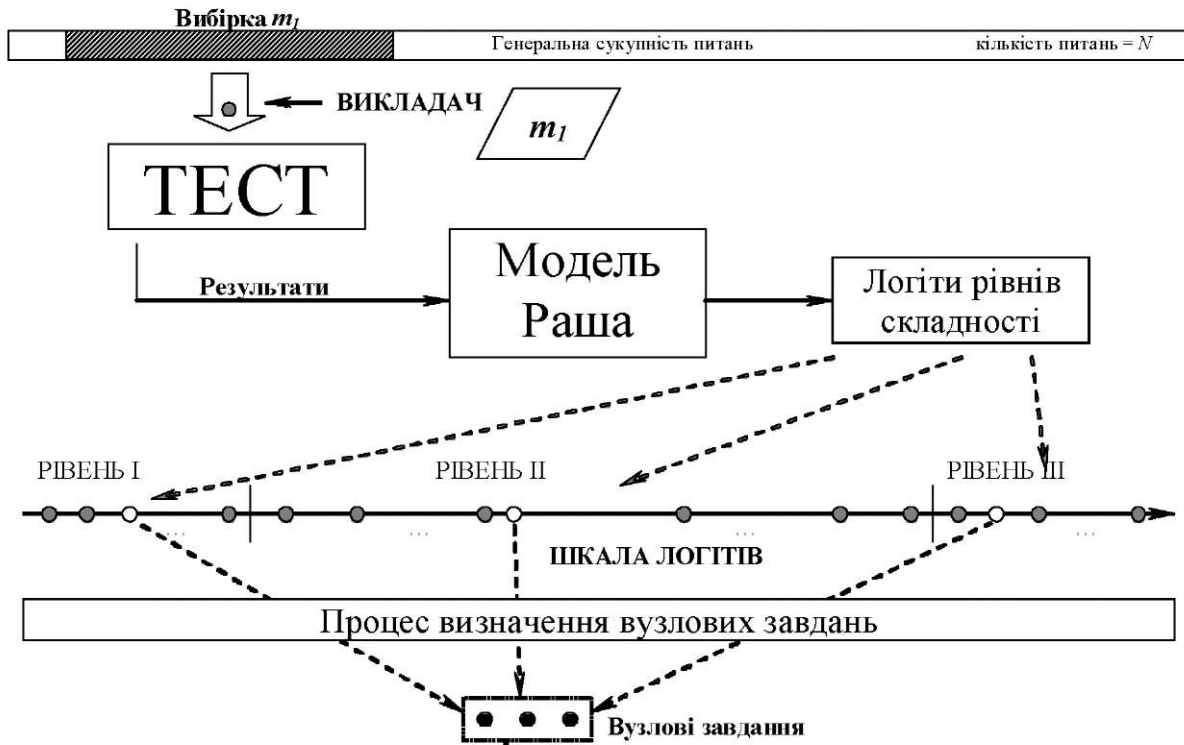 Вибірка m₁
Генеральна сукупність питань
кількість питань = N
ВИКЛАДАЧ
m₁
ТЕСТ
Модель
Раша
Результати
Логіти рівнів
складності
РІВЕНЬ I
РІВЕНЬ II
РІВЕНЬ III
...
...
...
...
ШКАЛА ЛОГІТІВ
Процес визначення вузлових завдань
Вузлові завдання